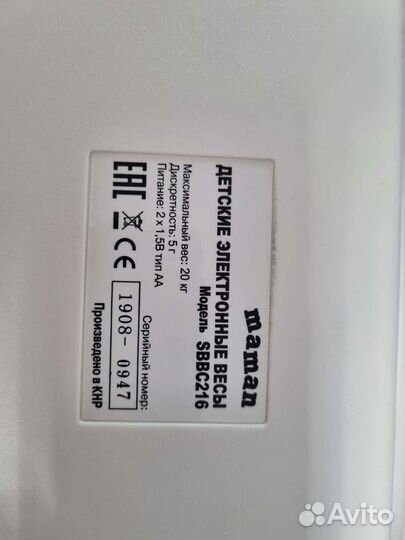 maman
ДЕТСКИЕ ЭЛЕКТРОННЫЕ ВЕСЫ
Модель SBBC216
Максимальный вес: 20 кг
Дискретность: 5 г
Питание: 2 x 1,5В тип АА
Серийный номер:
1908- 0947
EAC CE
Произведено в КНР
Avito